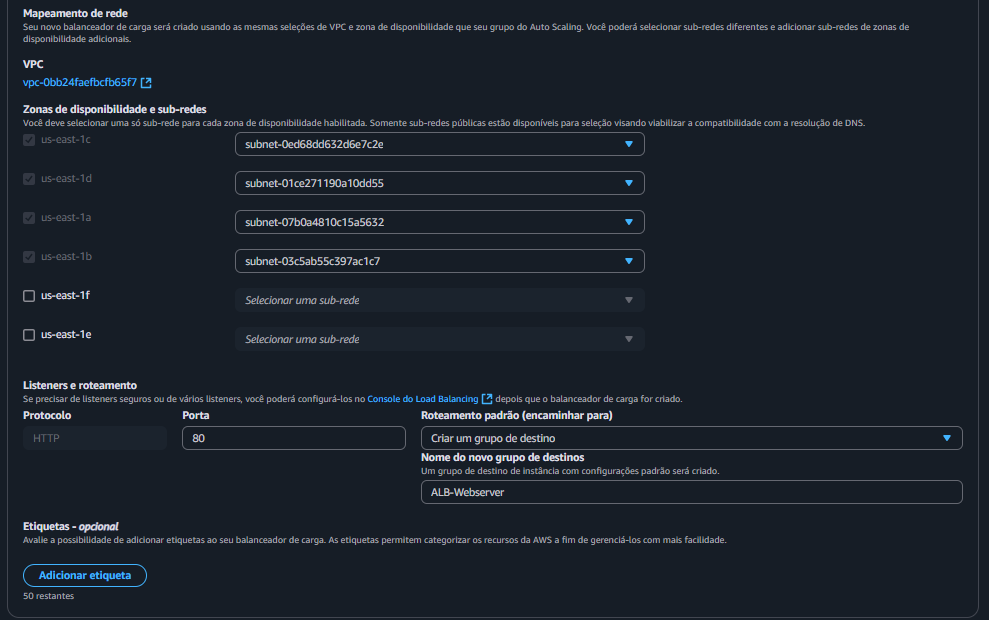 Mapeamento de rede
Seu novo balanceador de carga será criado usando as mesmas seleções de VPC e zona de disponibilidade que seu grupo do Auto Scaling. Você poderá selecionar sub-redes diferentes e adicionar sub-redes de zonas de
disponibilidade adicionais.
VPC
vpc-0bb24faefbcfb65f7
Zonas de disponibilidade e sub-redes
Você deve selecionar uma só sub-rede para cada zona de disponibilidade habilitada. Somente sub-redes públicas estão disponíveis para seleção visando viabilizar a compatibilidade com a resolução de DNS.
us-east-1c
subnet-0ed68dd632d6e7c2e
us-east-1d
subnet-01ce271190a10dd55
us-east-1a
subnet-07b0a4810c15a5632
us-east-1b
subnet-03c5ab55c397ac1c7
us-east-1f
Selecionar uma sub-rede
us-east-1e
Selecionar uma sub-rede
Listeners e roteamento
Se precisar de listeners seguros ou de vários listeners, você poderá configurá-los no Console do Load Balancing depois que o balanceador de carga for criado.
Protocolo
Porta
Roteamento padrão (encaminhar para)
HTTP
80
Criar um grupo de destino
Nome do novo grupo de destinos
Um grupo de destino de instância com configurações padrão será criado.
ALB-Webserver
Etiquetas - opcional
Avalie a possibilidade de adicionar etiquetas ao seu balanceador de carga. As etiquetas permitem categorizar os recursos da AWS a fim de gerenciá-los com mais facilidade.
Adicionar etiqueta
50 restantes